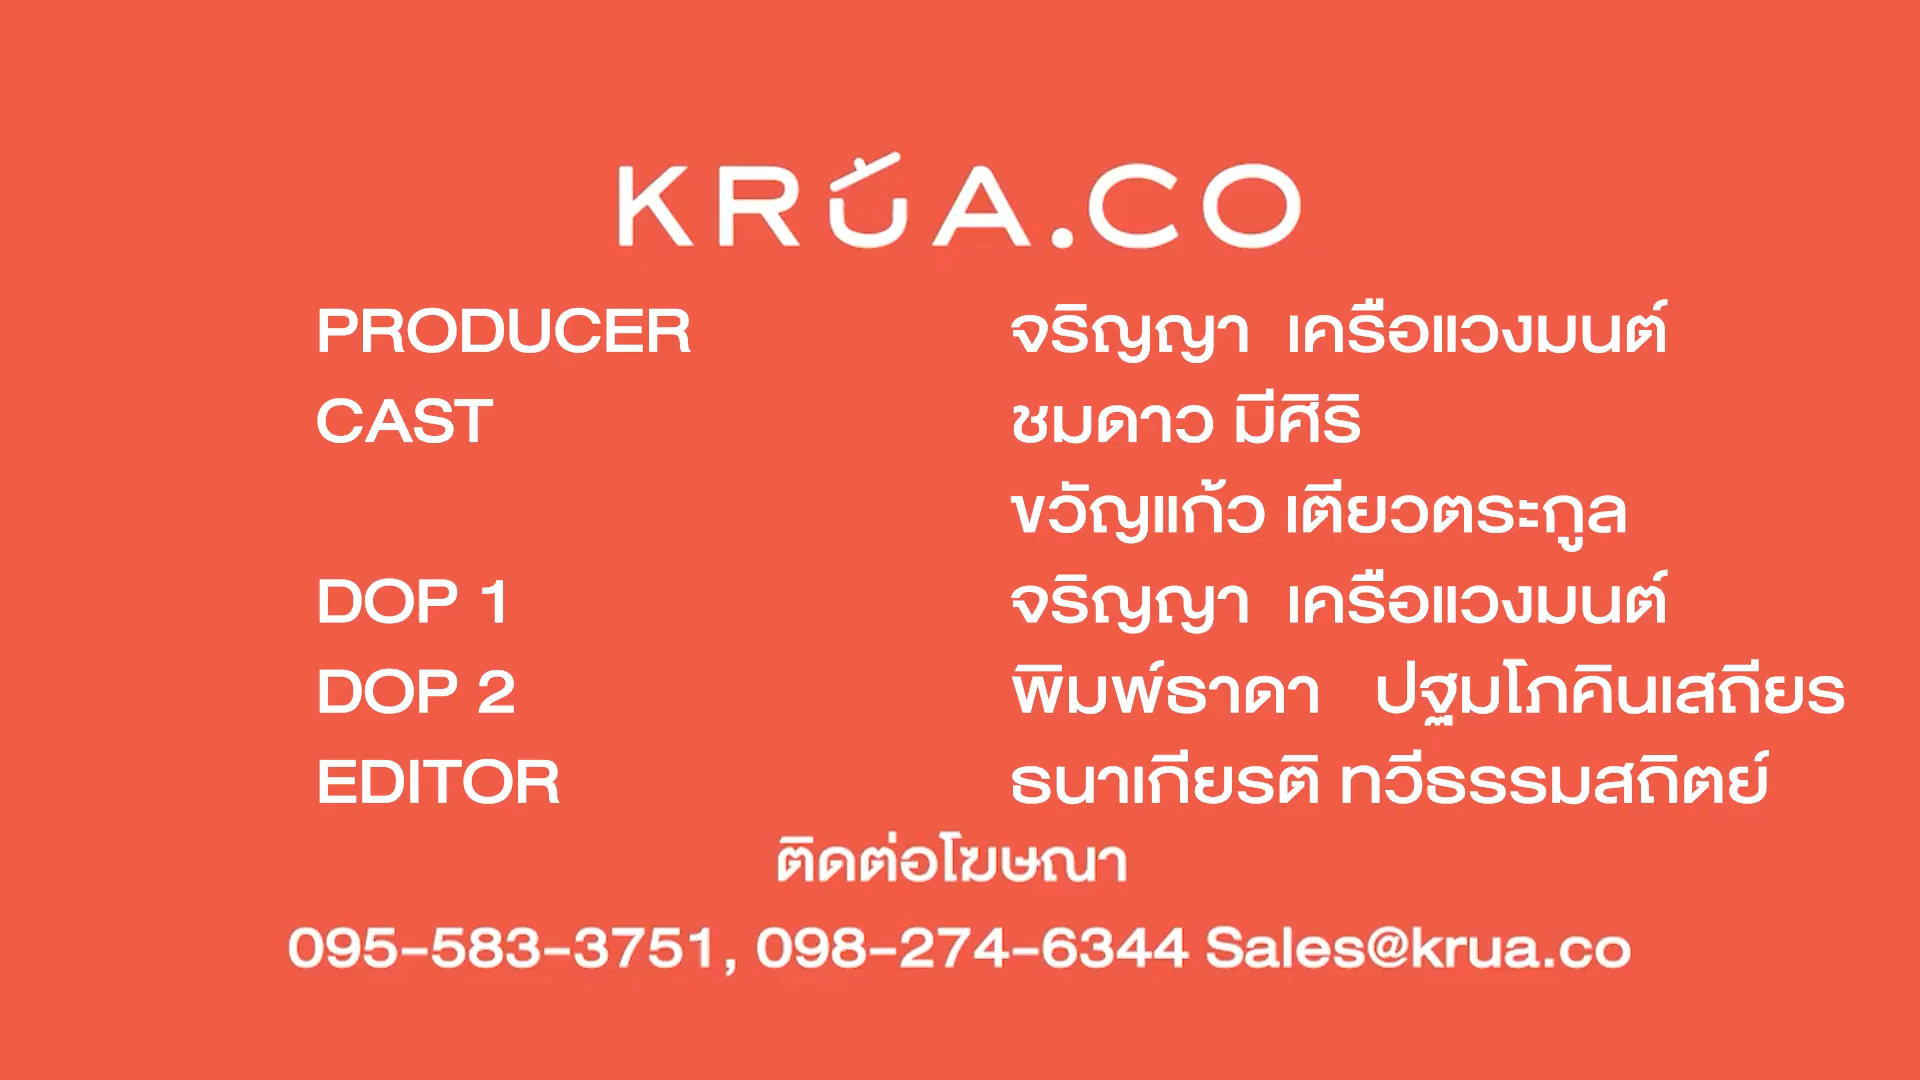 KRUA.CO
PRODUCER จริญญา เครือแวงมนต์
CAST ชมดาว มีศิริ
ขวัญแก้ว เตียวตระกูล
DOP 1 จริญญา เครือแวงมนต์
DOP 2 พิมพ์ธาดา ปฐมโภคินเสถียร
EDITOR ธนาเกียรติ ทวีธรรมสถิตย์
ติดต่อโฆษณา
095-583-3751, 098-274-6344 Sales@krua.co